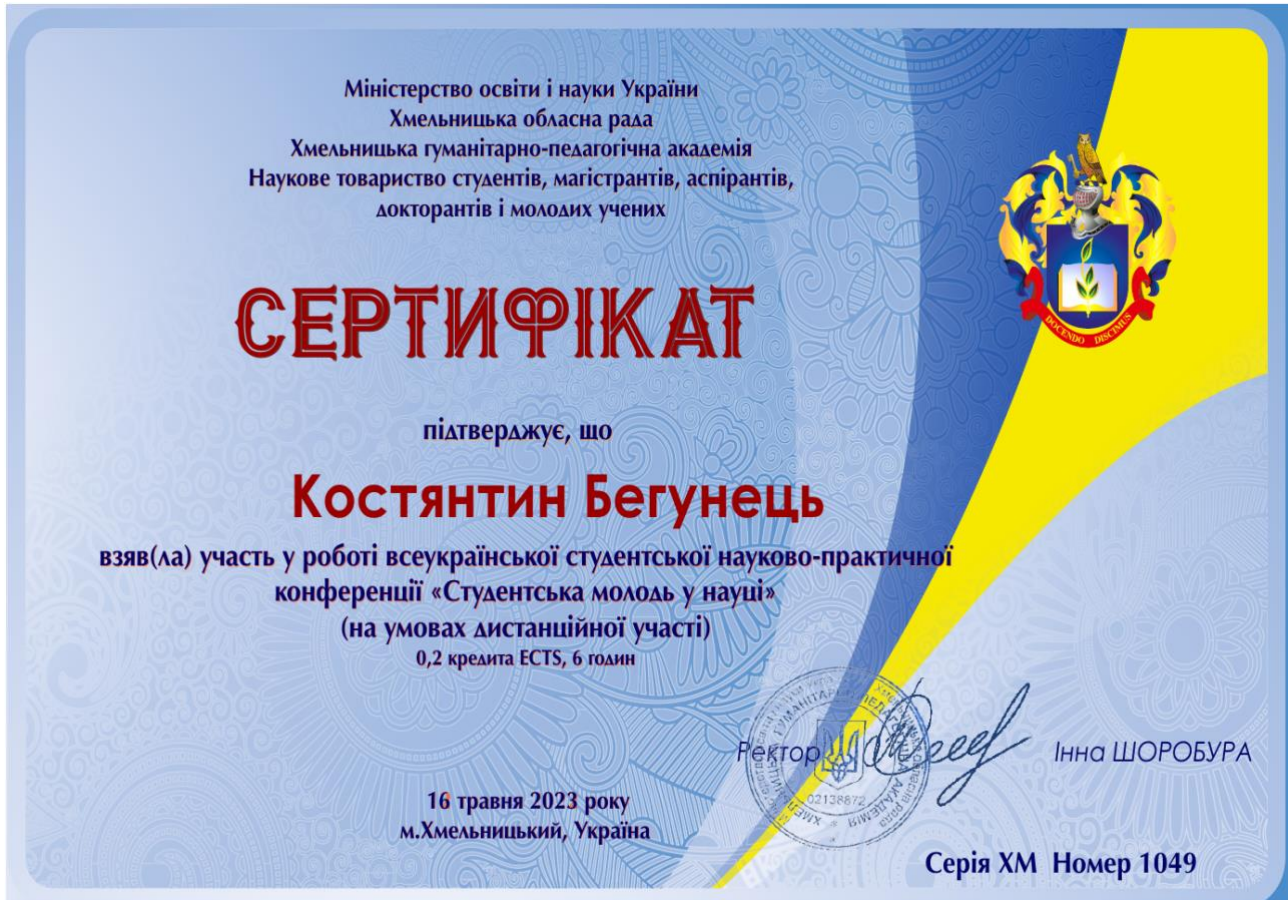 Міністерство освіти і науки України
Хмельницька обласна рада
Хмельницька гуманітарно-педагогічна академія
Наукове товариство студентів, магістрантів, аспірантів,
докторантів і молодих учених
СЕРТИФІКАТ
DOCENDO DISCIMUS
підтверджує, що
Костянтин Бегунець
взяв(ла) участь у роботі всеукраїнської студентської науково-практичної
конференції «Студентська молодь у науці»
(на умовах дистанційної участі)
0,2 кредита ECTS, 6 годин
Ректор
Інна ШОРОБУРА
02138872
16 травня 2023 року
м.Хмельницький, Україна
Серія ХМ Номер 1049